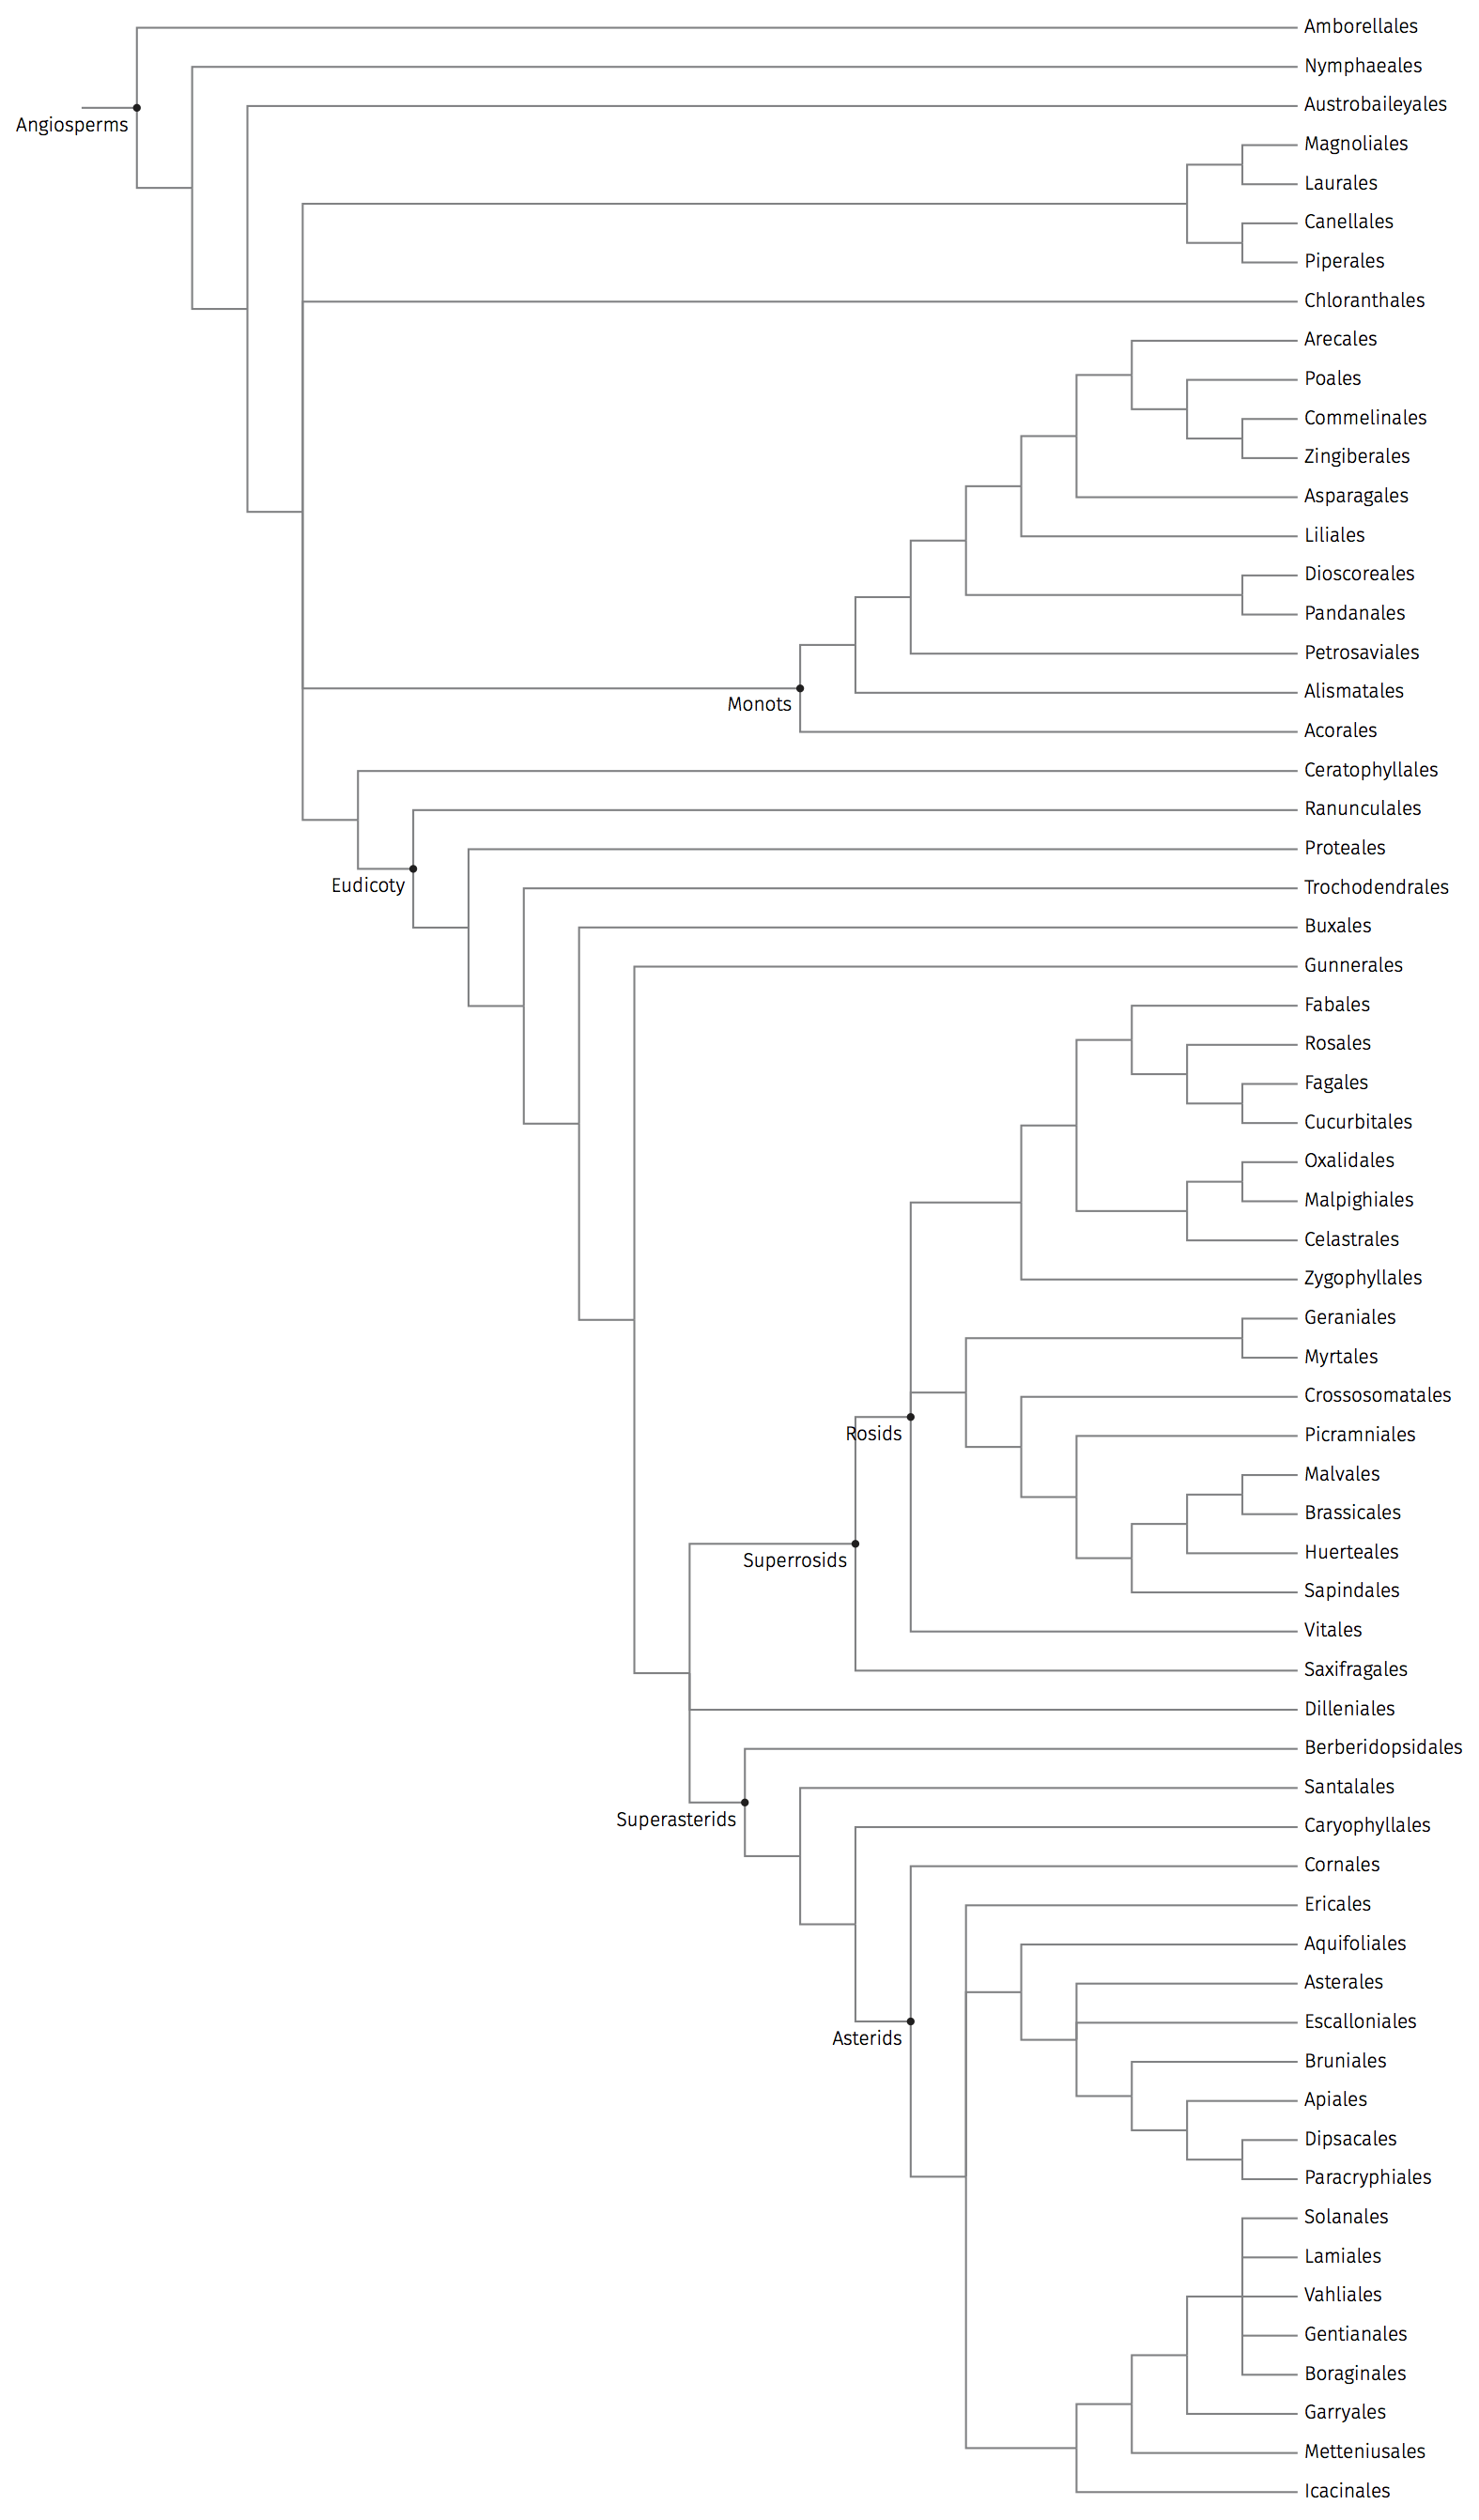 Amborellales
Nymphaeales
Austrobaileyales
Angiosperms
Magnoliales
Laurales
Canellales
Piperales
Chloranthales
Arecales
Poales
Commelinales
Zingiberales
Asparagales
Liliales
Dioscoreales
Pandanales
Petrosaviales
Alismatales
Monots
Acorales
Ceratophyllales
Ranunculales
Proteales
Eudicoty
Trochodendrales
Buxales
Gunnerales
Fabales
Rosales
Fagales
Cucurbitales
Oxalidales
Malpighiales
Celastrales
Zygophyllales
Geraniales
Myrtales
Crossosomatales
Rosids
Picramniales
Malvales
Brassicales
Huerteales
Superrosids
Sapindales
Vitales
Saxifragales
Dilleniales
Berberidopsidales
Santalales
Superasterids
Caryophyllales
Cornales
Ericales
Aquifoliales
Asterales
Escalloniales
Asterids
Bruniales
Apiales
Dipsacales
Paracryphiales
Solanales
Lamiales
Vahliales
Gentianales
Boraginales
Garryales
Metteniusales
Icacinales